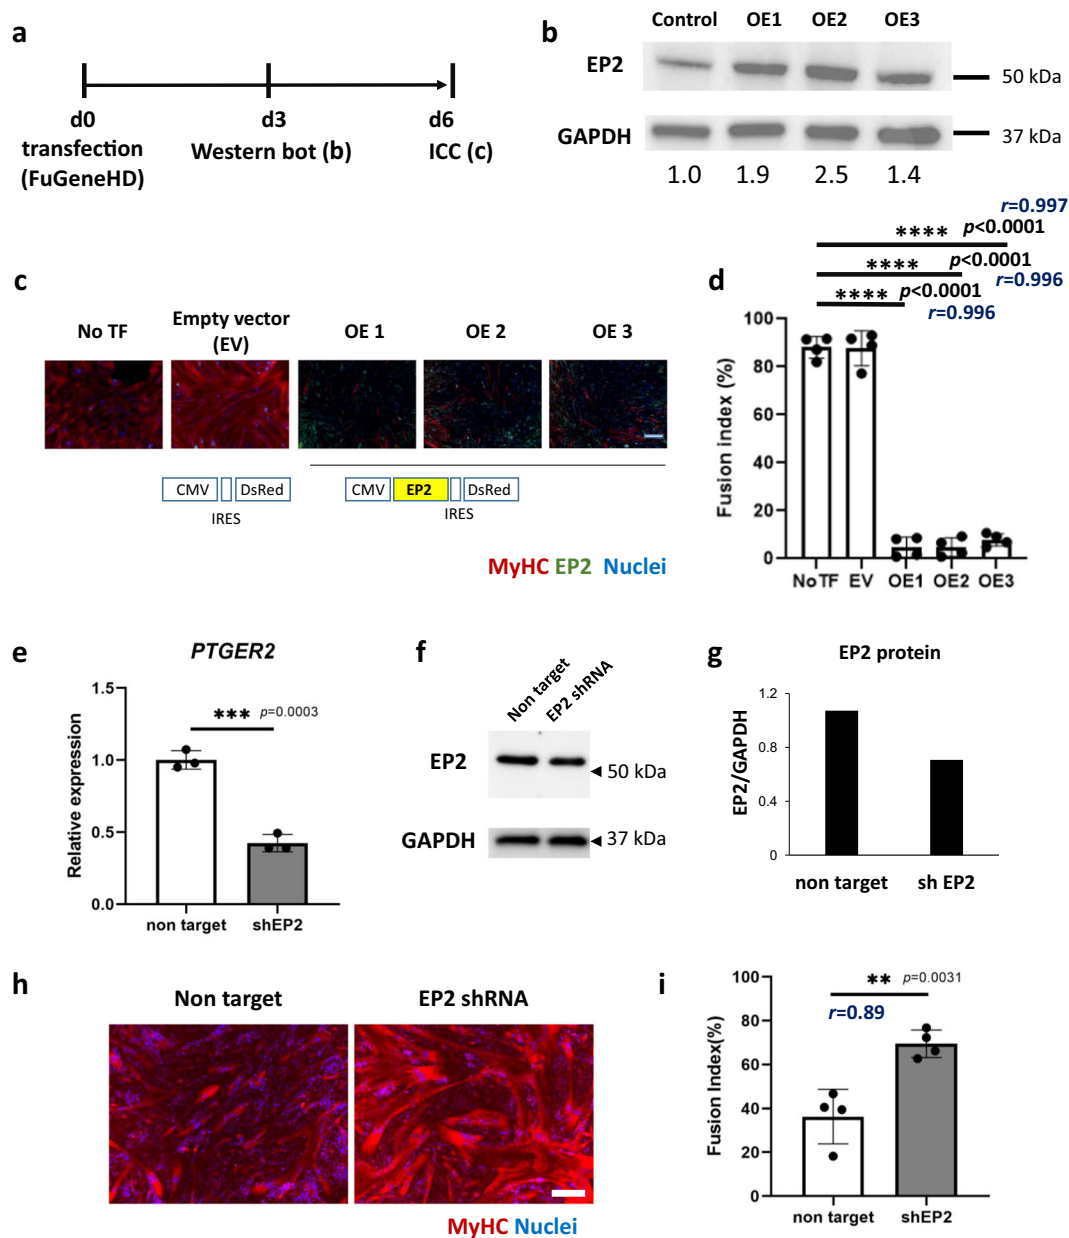 a
d0
d3
d6
transfection
(FuGeneHD)
Western bot (b)
ICC (c)
b
Control OE1 OE2 OE3
EP2
50 kDa
GAPDH
37 kDa
1.0 1.9 2.5 1.4
c
No TF
Empty vector
(EV)
OE 1
OE 2
OE 3
CMV
DsRed
IRES
CMV
EP2
DsRed
IRES
MyHC EP2 Nuclei
d
r=0.997
**** p<0.0001
**** p<0.0001
r=0.996
**** p<0.0001
r=0.996
Fusion index (%)
100
80
60
40
20
0
No TF EV OE1 OE2 OE3
e
PTGER2
*** p=0.0003
Relative expression
1.5
1.0
0.5
0.0
non target shEP2
f
Non target
EP2 shRNA
EP2
50 kDa
GAPDH
37 kDa
g
EP2 protein
EP2/GAPDH
1.2
0.8
0.4
0
non target sh EP2
h
Non target
EP2 shRNA
MyHC Nuclei
i
** p=0.0031
r=0.89
Fusion Index(%)
100
80
60
40
20
0
non target shEP2